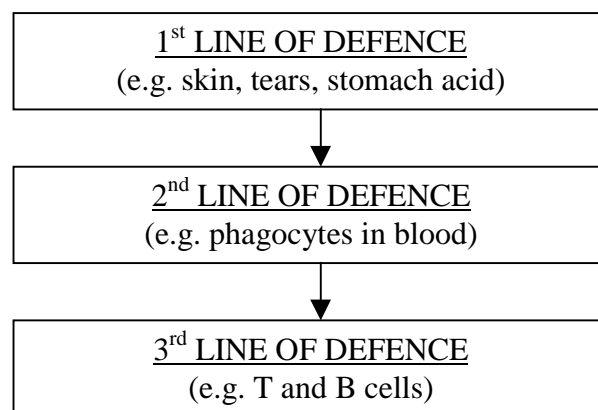 1st LINE OF DEFENCE
(e.g. skin, tears, stomach acid)
2nd LINE OF DEFENCE
(e.g. phagocytes in blood)
3rd LINE OF DEFENCE
(e.g. T and B cells)